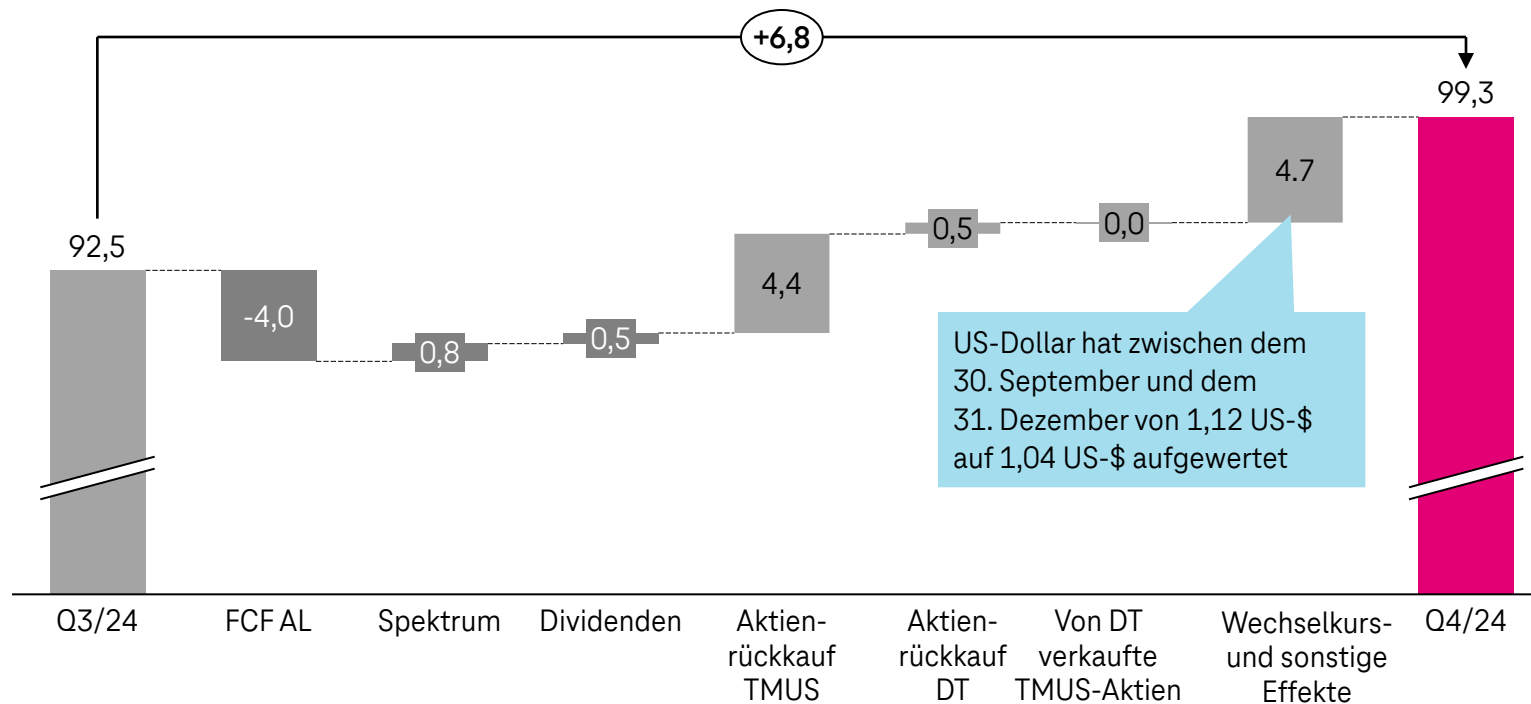 +6,8
99,3
4.7
0,5
0,0
92,5
4,4
-4,0
0,8
0,5
US-Dollar hat zwischen dem
30. September und dem
31. Dezember von 1,12 US-$
auf 1,04 US-$ aufgewertet
Q3/24
FCF AL
Spektrum
Dividenden
Aktien-
rückkauf
TMUS
Aktien-
rückkauf
DT
Von DT
verkaufte
TMUS-Aktien
Wechselkurs-
und sonstige
Effekte
Q4/24